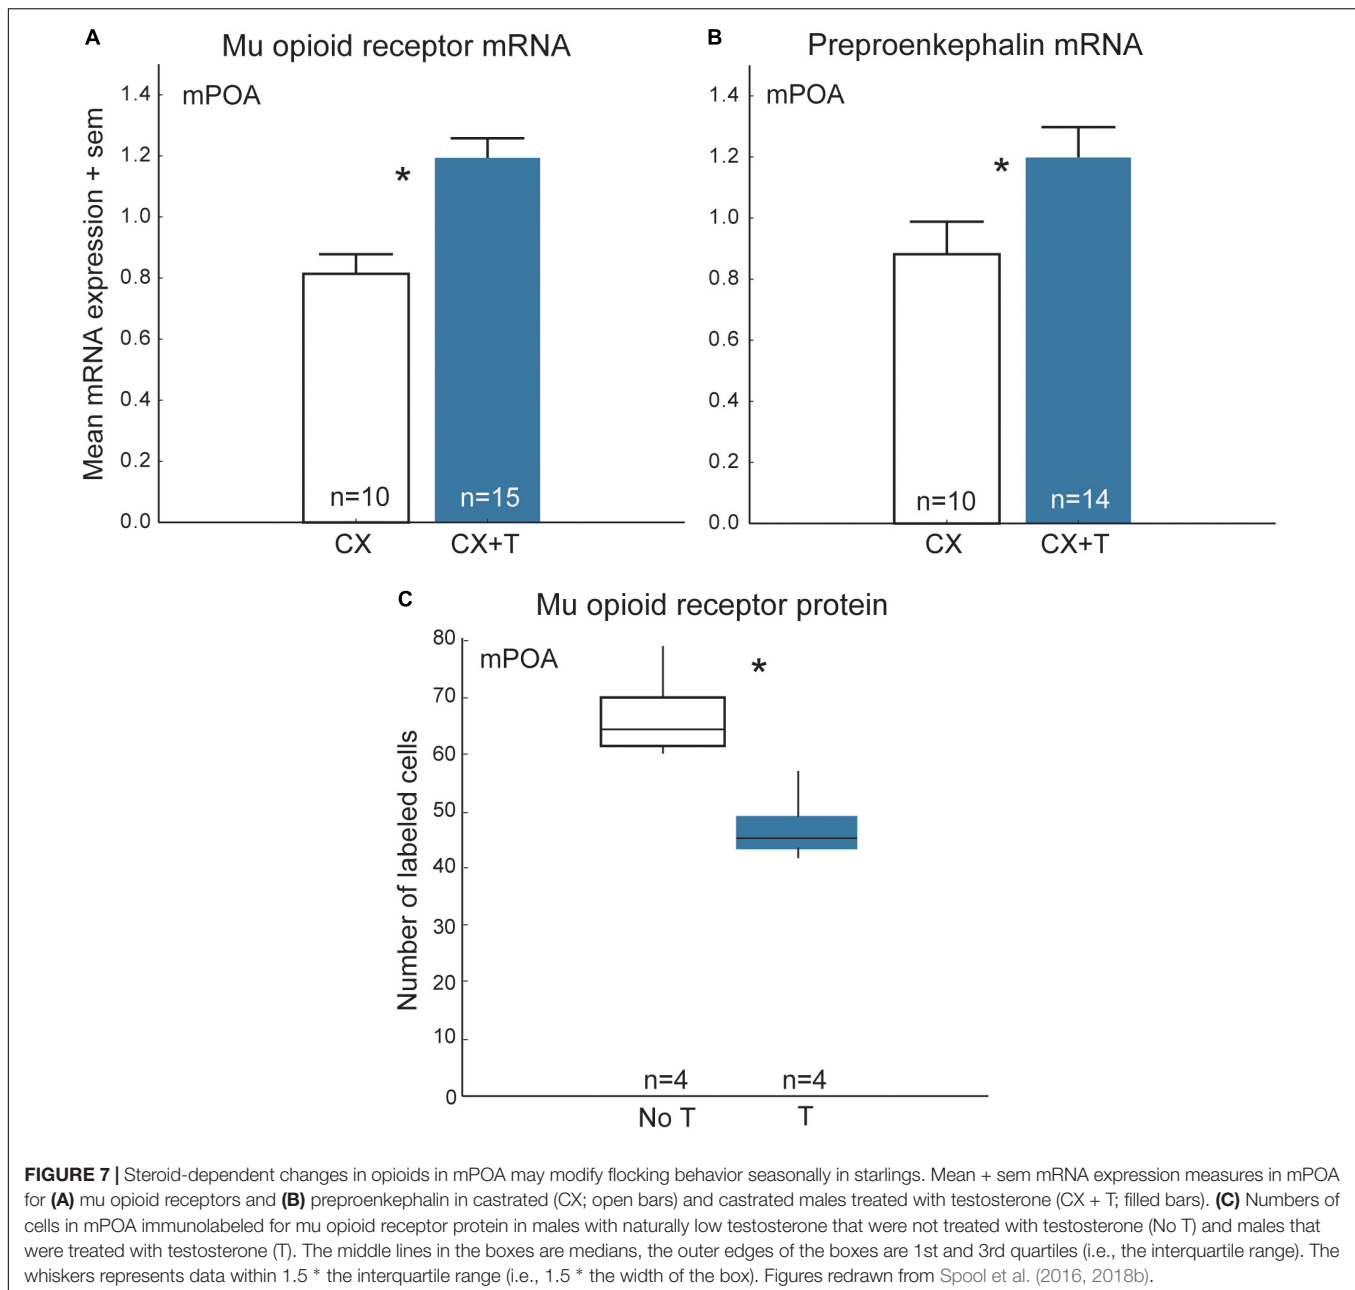 A Mu opioid receptor mRNA
mPOA
Mean mRNA expression + sem
1.4
1.2
1.0
0.8
0.6
0.4
0.2
0.0
*
n=10
n=15
CX CX+T
B Preproenkephalin mRNA
mPOA
1.4
1.2
1.0
0.8
0.6
0.4
0.2
0.0
*
n=10
n=14
CX CX+T
C Mu opioid receptor protein
mPOA
Number of labeled cells
80
70
60
50
40
30
20
10
0
*
n=4 n=4
No T T
FIGURE 7 | Steroid-dependent changes in opioids in mPOA may modify flocking behavior seasonally in starlings. Mean + sem mRNA expression measures in mPOA
for (A) mu opioid receptors and (B) preproenkephalin in castrated (CX; open bars) and castrated males treated with testosterone (CX + T; filled bars). (C) Numbers of
cells in mPOA immunolabeled for mu opioid receptor protein in males with naturally low testosterone that were not treated with testosterone (No T) and males that
were treated with testosterone (T). The middle lines in the boxes are medians, the outer edges of the boxes are 1st and 3rd quartiles (i.e., the interquartile range). The
whiskers represents data within 1.5 * the interquartile range (i.e., 1.5 * the width of the box). Figures redrawn from Spool et al. (2016, 2018b).